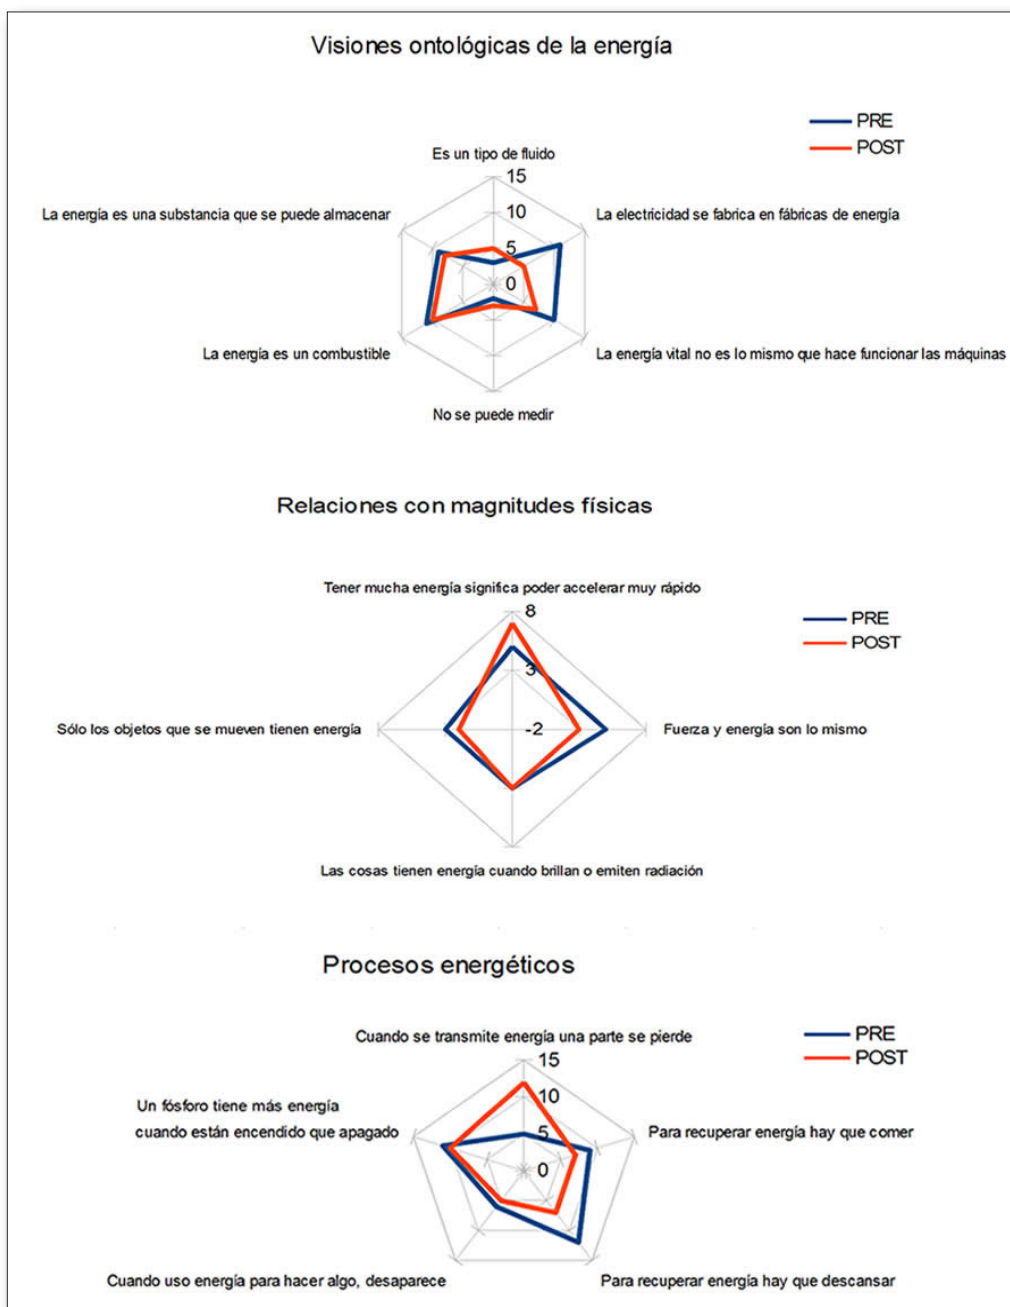 Visiones ontológicas de la energía
PRE
POST
Es un tipo de fluido
15
La energía es una substancia que se puede almacenar
La electricidad se fabrica en fábricas de energía
10
5
0
La energía es un combustible
La energía vital no es lo mismo que hace funcionar las máquinas
No se puede medir
Relaciones con magnitudes físicas
Tener mucha energía significa poder accelerar muy rápido
8
PRE
POST
3
Sólo los objetos que se mueven tienen energía
-2
Fuerza y energía son lo mismo
Las cosas tienen energía cuando brillan o emiten radiación
Procesos energéticos
Cuando se transmite energía una parte se pierde
PRE
POST
15
10
Un fósforo tiene más energía
cuando están encendido que apagado
5
Para recuperar energía hay que comer
0
Cuando uso energía para hacer algo, desaparece
Para recuperar energía hay que descansar